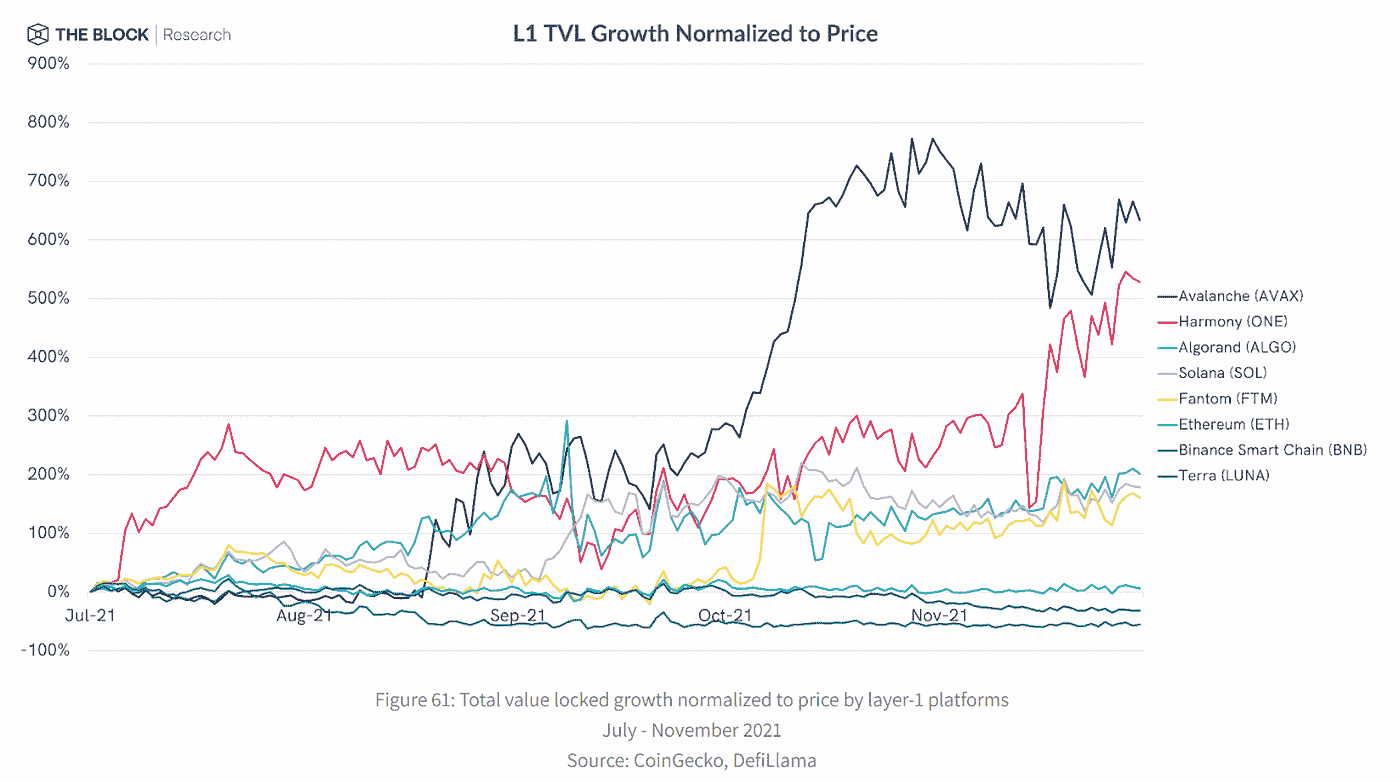 THE BLOCK | Research
L1 TVL Growth Normalized to Price
900%
800%
700%
600%
500%
400%
300%
200%
100%
0%
-100%
Jul-21
Aug-21
Sep-21
Oct-21
Nov-21
Avalanche (AVAX)
Harmony (ONE)
Algorand (ALGO)
Solana (SOL)
Fantom (FTM)
Ethereum (ETH)
Binance Smart Chain (BNB)
Terra (LUNA)
Figure 61: Total value locked growth normalized to price by layer-1 platforms
July - November 2021
Source: CoinGecko, DefiLlama